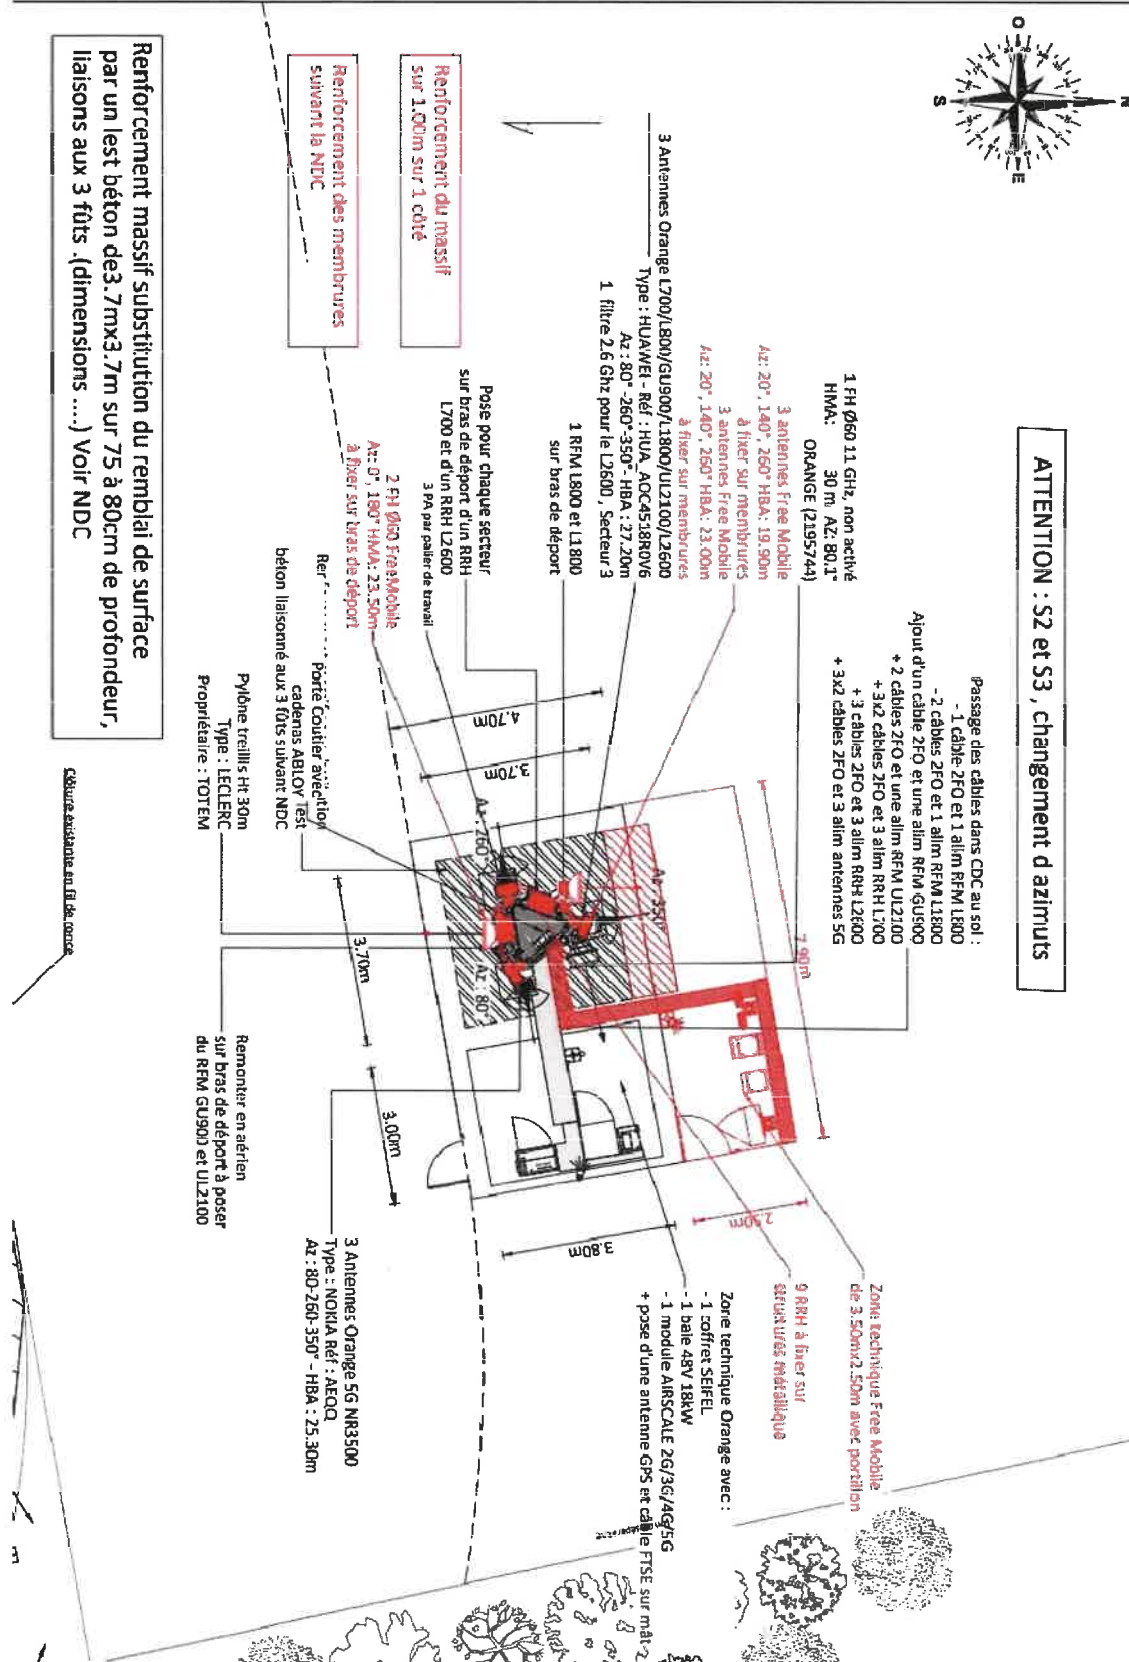 N
O
E
S
ATTENTION : S2 et S3 , changement d azimuts
Passage des câbles dans CDC au sol :
- 1 câble 2FO et 1 alim RFM L800
- 2 câbles 2FO et 1 alim RFM L1800
Ajout d'un câble 2FO et une alim RFM GU900
+ 2 câbles 2FO et une alim RFM UL2100
+ 3x2 câbles 2FO et 3 alim RRH L700
+ 3 câbles 2FO et 3 alim RRH L2600
+ 3x2 câbles 2FO et 3 alim antennes 5G
1 FH Ø60 11 GHz, non activé
HMA: 30 m Az: 80.1°
ORANGE (2195744)
3 antennes Free Mobile
Az: 20°, 140°, 260° HBA: 19.90m
à fixer sur membrures
3 antennes Free Mobile
Az: 20°, 140°, 260° HBA: 23.00m
à fixer sur membrures
3 Antennes Orange L700/L800/GU900/L1800/UL2100/L2600
Type : HUAWEI - Réf : HUA_AOC4518R0V6
Az : 80° -260°-350°- HBA : 27.20m
1 filtre 2.6 Ghz pour le L2600 , Secteur 3
1 RFM L800 et L1800
sur bras de déport
Pose pour chaque secteur
sur bras de déport d'un RRH
L700 et d'un RRH L2600
3 PA par palier de travail
2 FH Ø60 Free Mobile
Az: 0°, 180° HMA: 23.50m
à fixer sur bras de déport
Renforcement du massif
sur 1.00m sur 1 côté
Renforcement des membrures
suivant la NDC
Porte Coutier avec
cadenas ABLOY Test
béton liaisonné aux 3 fûts suivant NDC
Pylône treillis Ht 30m
Type : LECLERC
Propriétaire : TOTEM
Renforcement massif substitution du remblai de surface
par un lest béton de3.7mx3.7m sur 75 à 80cm de profondeur,
liaisons aux 3 fûts .(dimensions ....) Voir NDC
Clôture existante en fil de ronce
4.70m
3.70m
Az : 260°
Az : 350°
Az : 80°
7.90m
3.70m
3.00m
2.50m
3.80m
Remonter en aérien
sur bras de déport à poser
du RFM GU900 et UL2100
3 Antennes Orange 5G NR3500
Type : NOKIA Réf : AEQQ
Az : 80-260-350° - HBA : 25.30m
Zone technique Free Mobile
de 3.50mx2.50m avec portillon
9 RRH à fixer sur
structures métallique
Zone technique Orange avec :
- 1 coffret SEIFEL
- 1 baie 48V 18kW
- 1 module AIRSCALE 2G/3G/4G/5G
+ pose d'une antenne GPS et câble FTSE sur mât